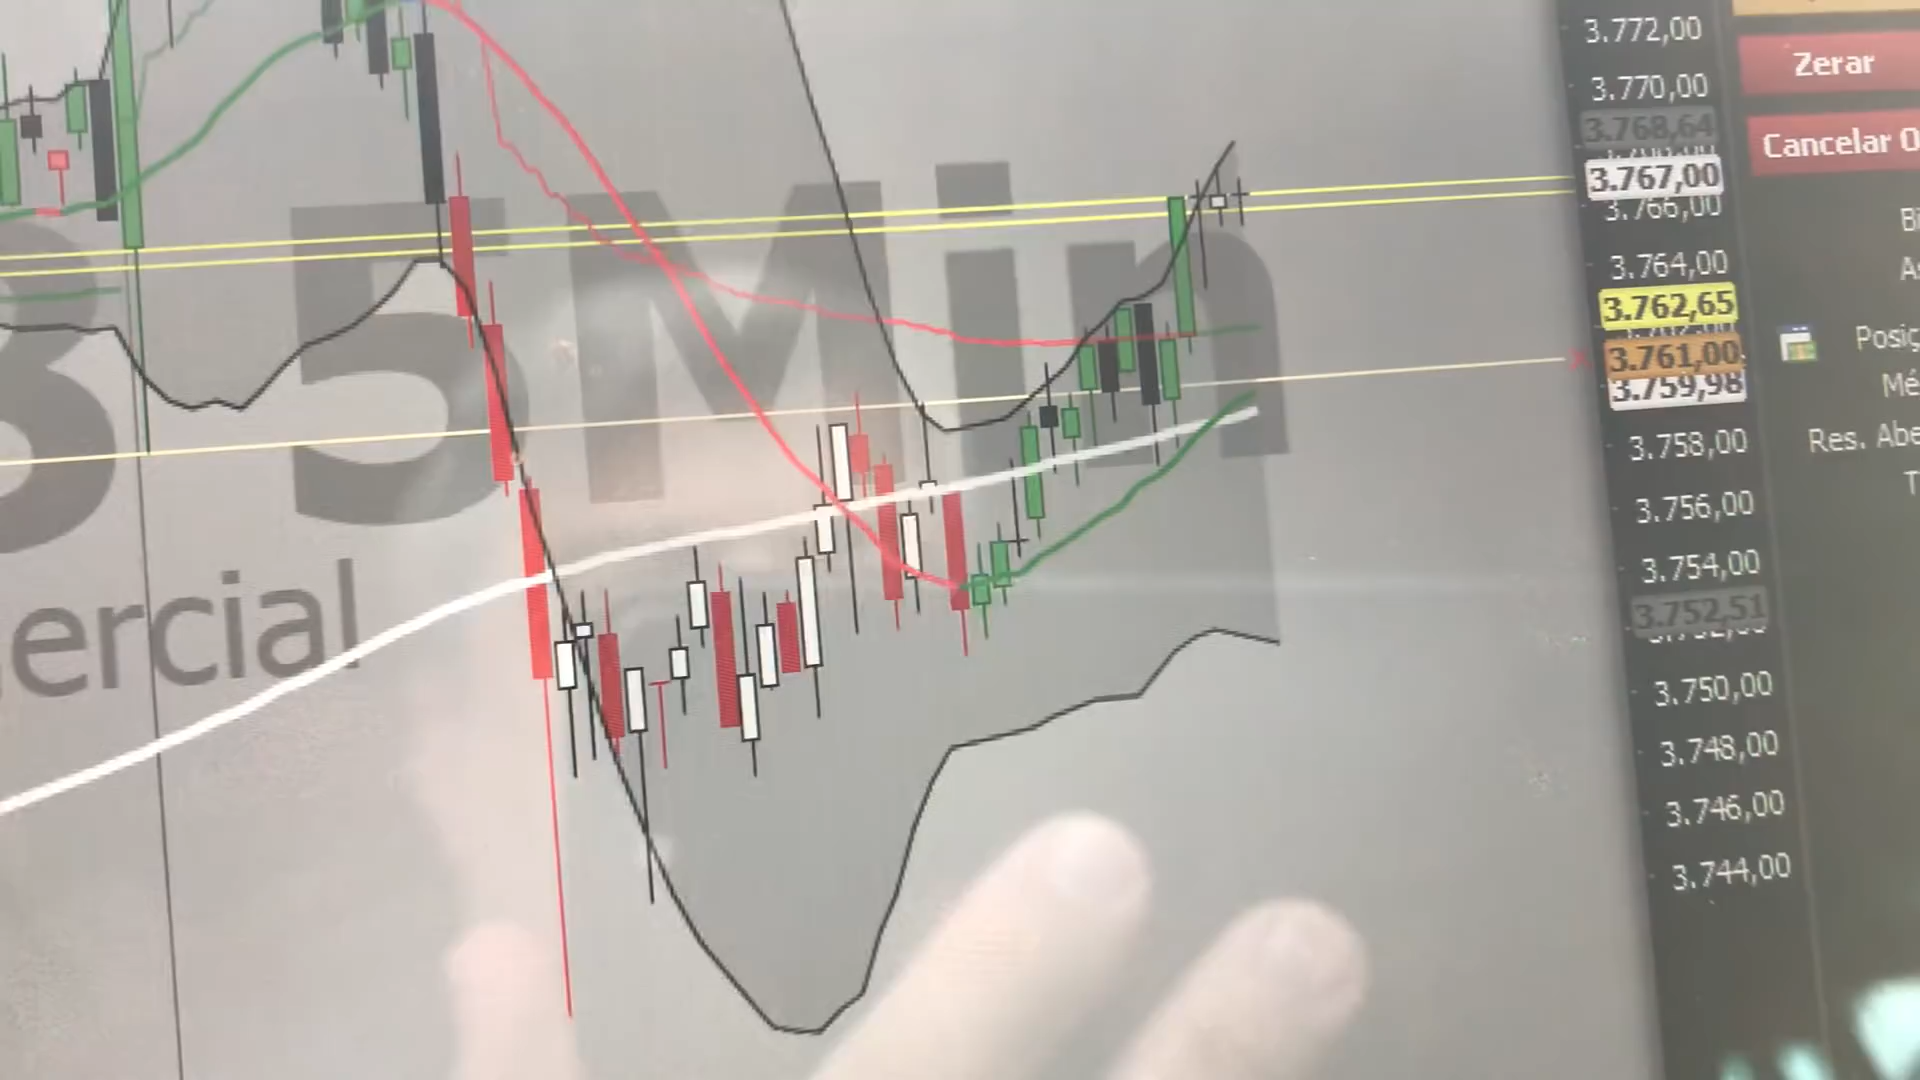 3.772,00
Zerar
3.770,00
3.768,64
Cancelar O
3.767,00
3.766,00
3.764,00
3.762,65
3.761,00
3.759,98
Posiç
Mé
3.758,00
Res. Abe
3.756,00
3.754,00
3.752,51
3.750,00
3.748,00
3.746,00
3.744,00
5Min
ercial